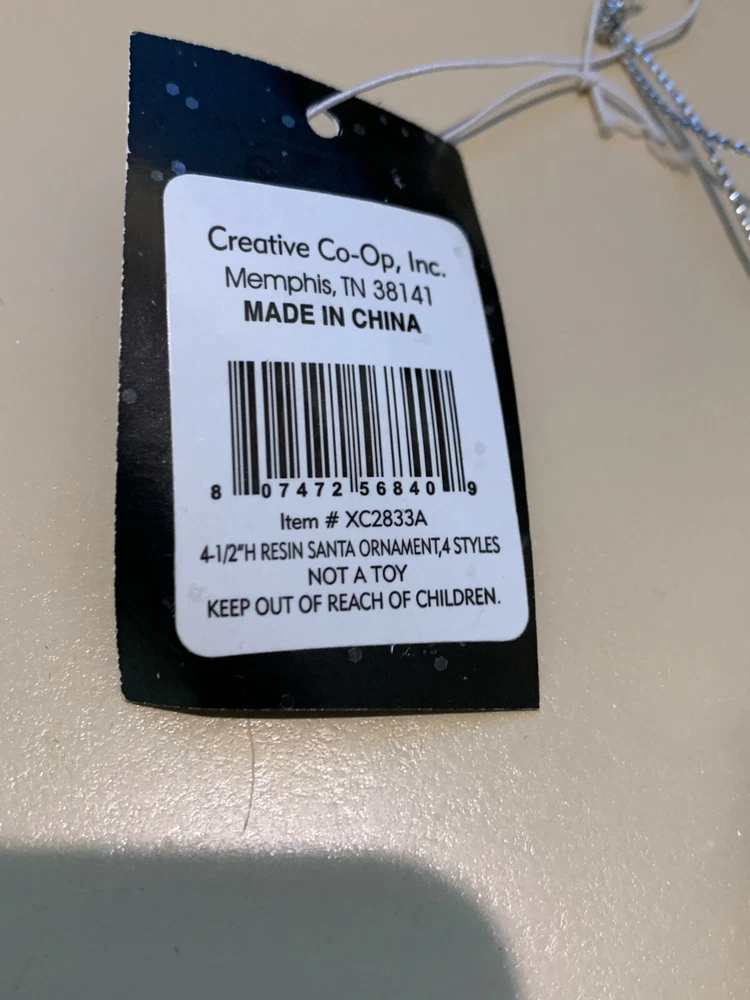 Creative Co-Op, Inc.
Memphis, TN 38141
MADE IN CHINA
8 07472 56840 9
Item # XC2833A
4-1/2"H RESIN SANTA ORNAMENT,4 STYLES
NOT A TOY
KEEP OUT OF REACH OF CHILDREN.